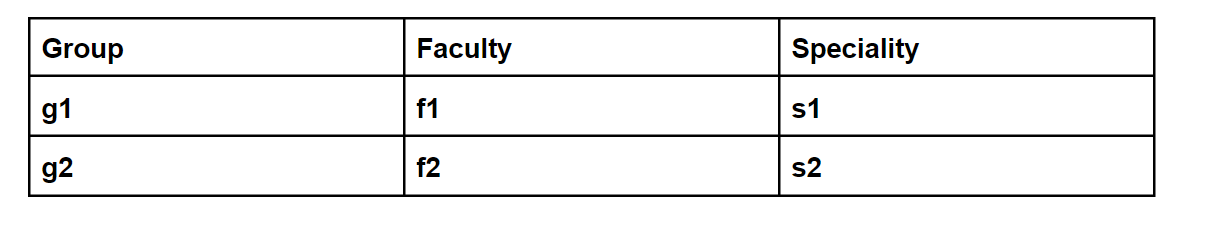 Group Faculty Speciality
g1 f1 s1
g2 f2 s2